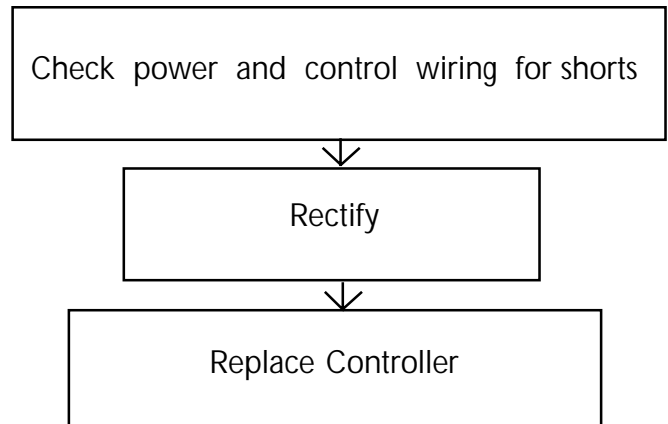 Check power and control wiring for shorts
Rectify
Replace Controller